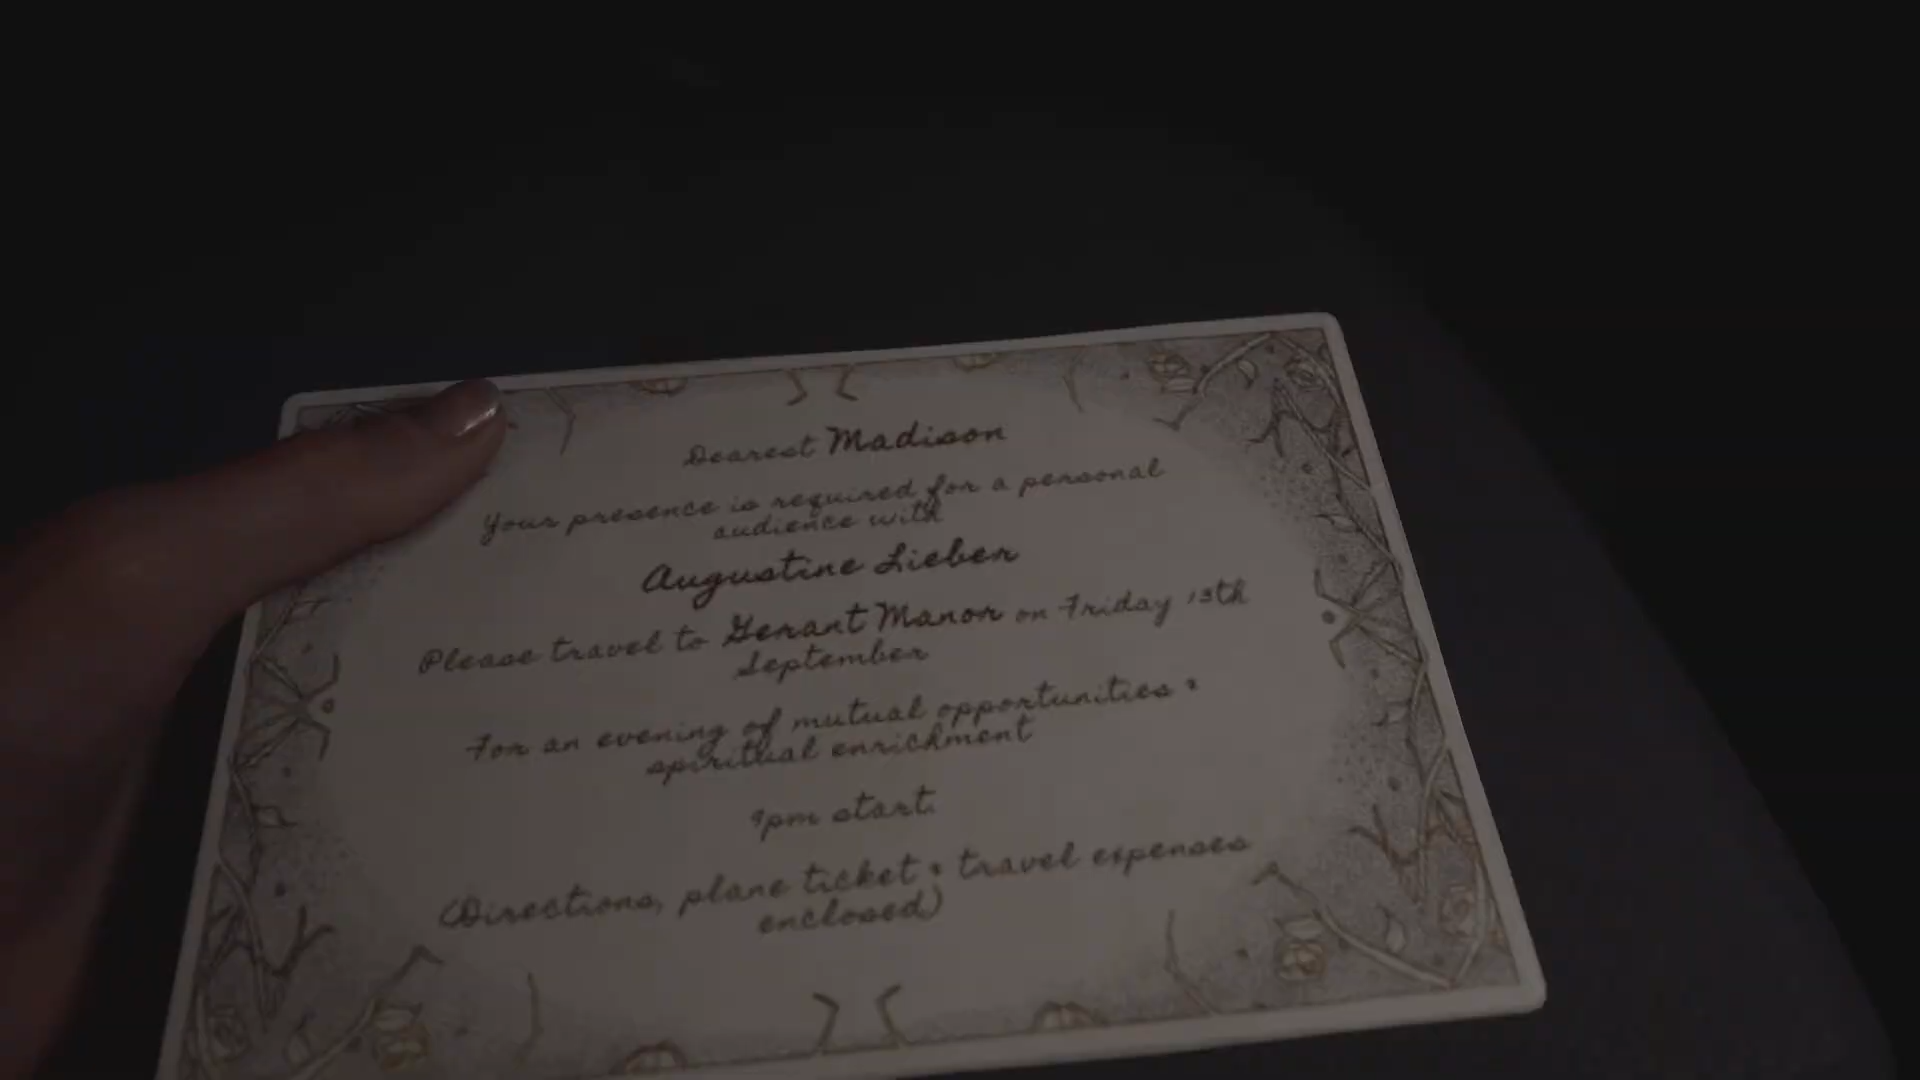 Dearest Madison
Your presence is required for a personal
audience with
Augustine Lieber
Please travel to Gerant Manor on Friday 13th
September
For an evening of mutual opportunities &
spiritual enrichment
9pm start.
(Directions, plane ticket & travel expenses
enclosed)